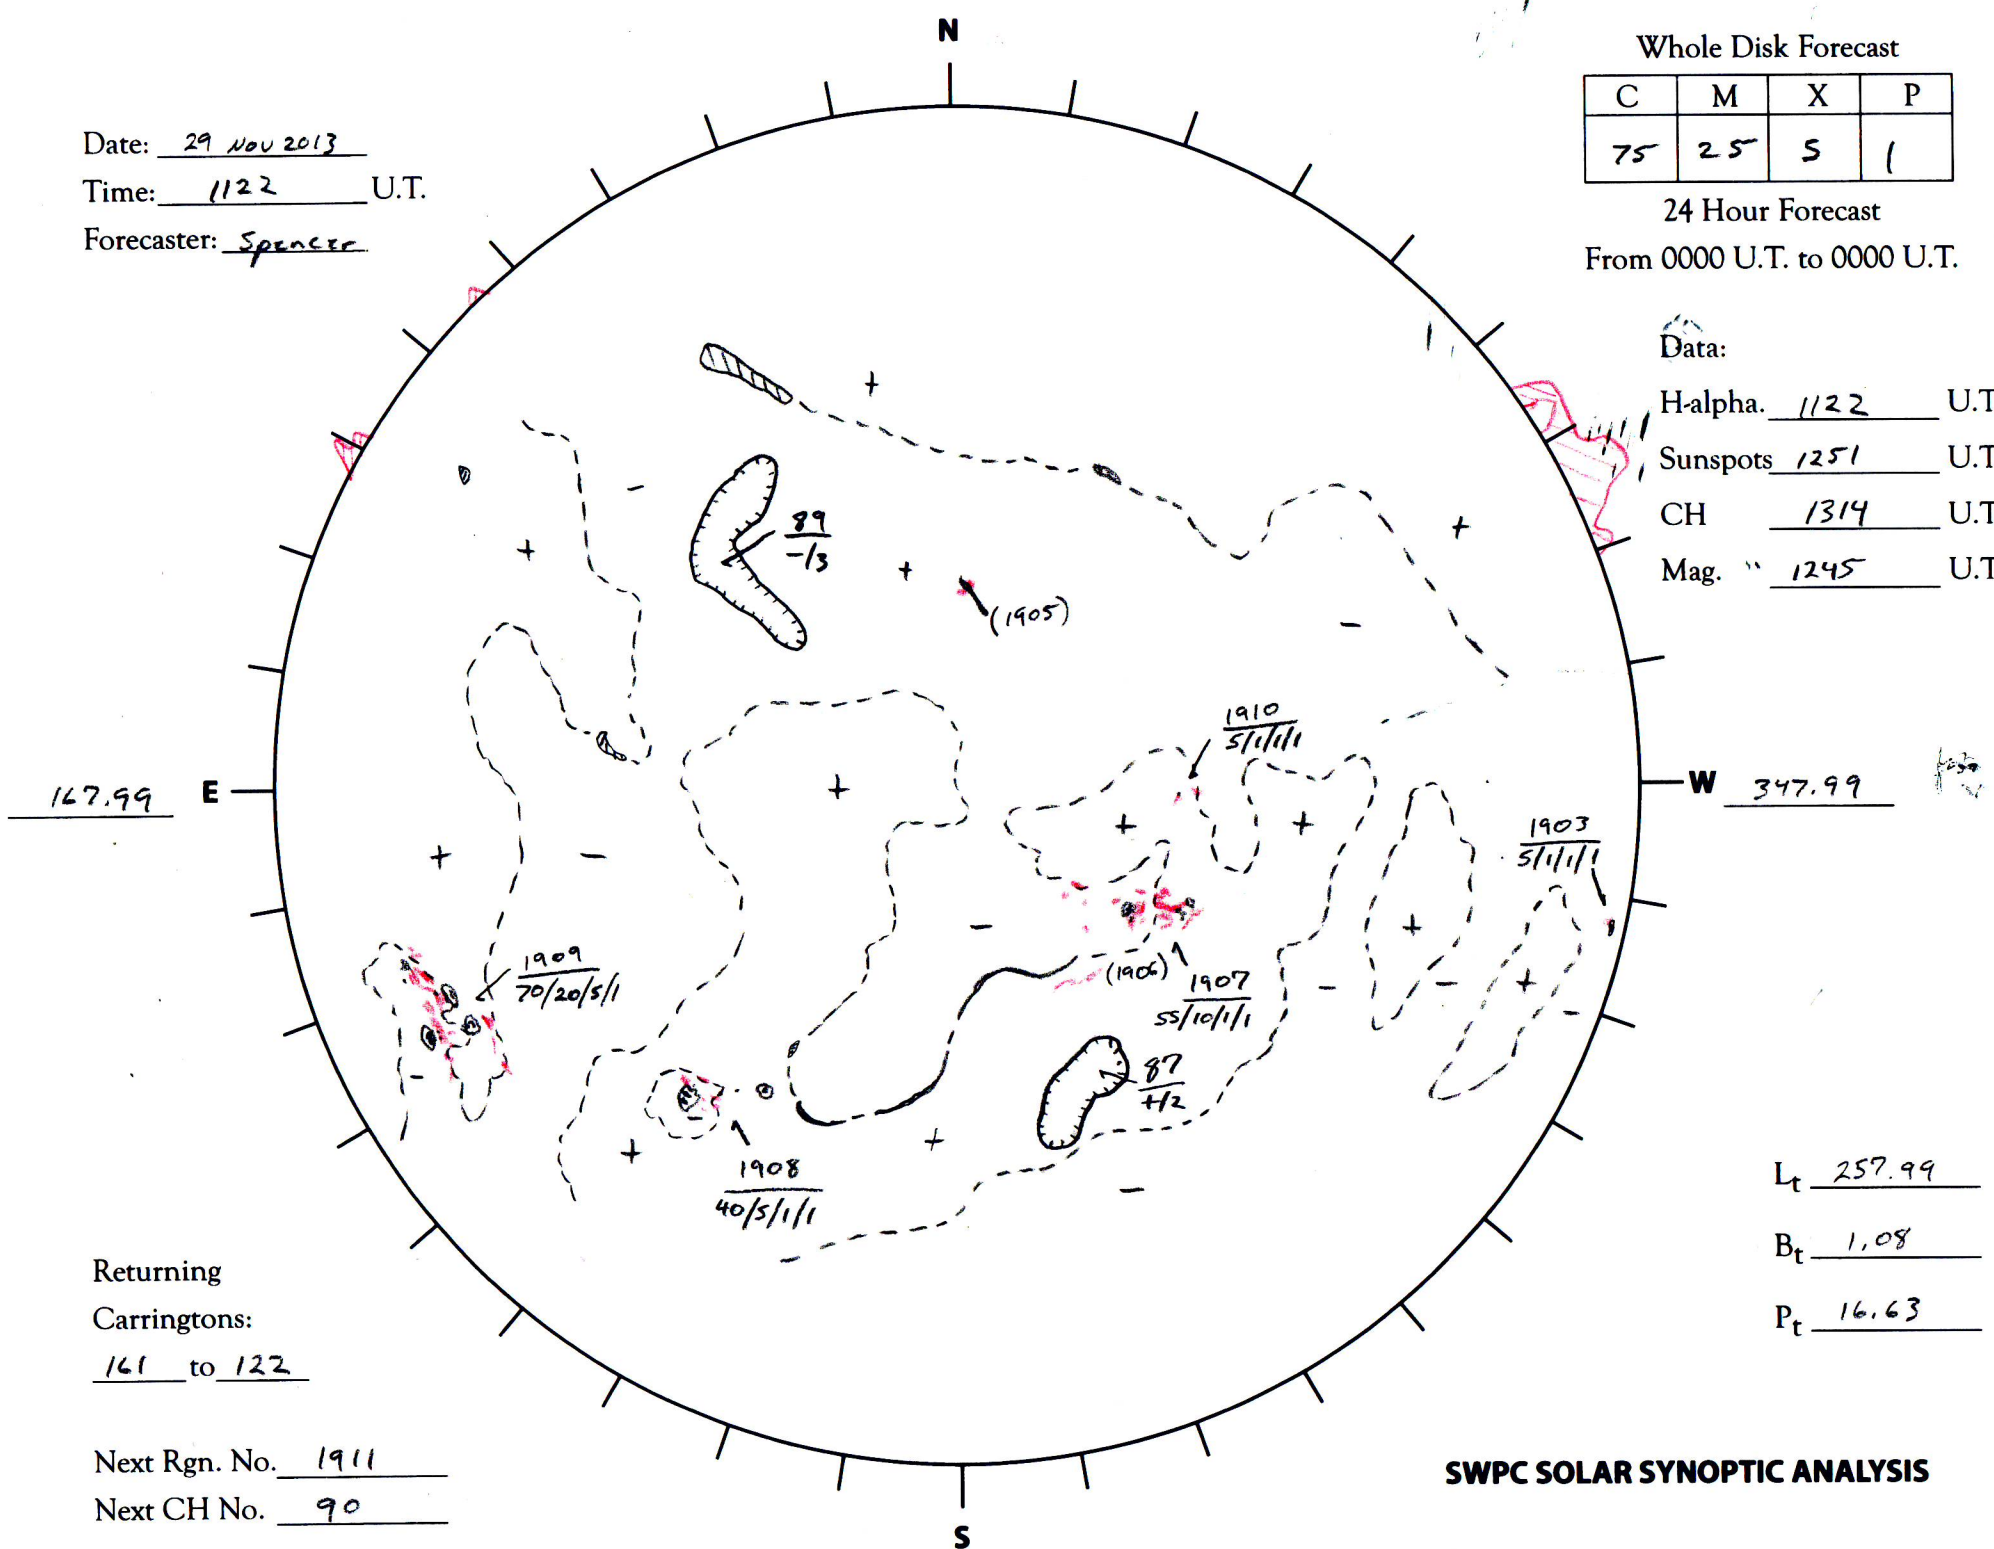 N
Whole Disk Forecast
C M X P
75 25 5 1
24 Hour Forecast
From 0000 U.T. to 0000 U.T.
Date: 29 Nov 2013
Time: 1122 U.T.
Forecaster: Spencer
Data:
H-alpha. 1122 U.T
Sunspots 1251 U.T
CH 1314 U.T
Mag. 1245 U.T
+
-
+
89
-/3
+
+
(1905)
-
1910
5/1/1/1
167.99 E
W 347.99
+
+
+
1903
5/1/1/1
+
-
-
+
1909
70/20/5/1
(1906)
1907
55/10/1/1
-
-
+
-
-
87
+/2
+
-
+
1908
40/5/1/1
-
Lt 257.99
Bt 1.08
Pt 16.63
Returning
Carringtons:
161 to 122
Next Rgn. No. 1911
Next CH No. 90
SWPC SOLAR SYNOPTIC ANALYSIS
S